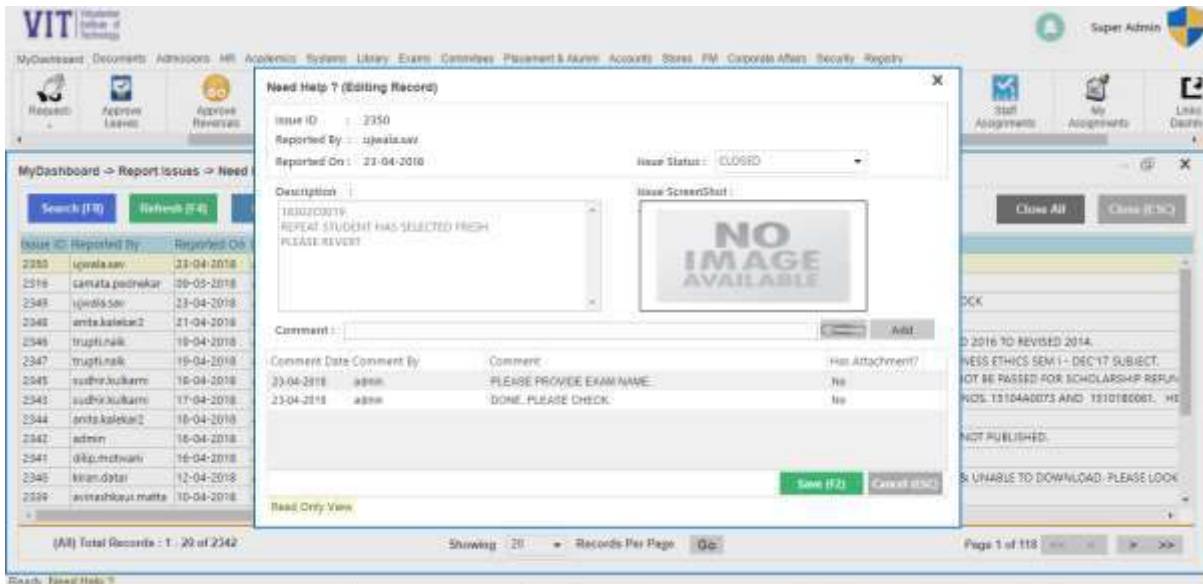 VIT
Institute of
Technology
Super Admin
MyDashboard Documents Admissions HR Academics Systems Library Exams Committees Placement & Alumni Accounts Stores FM Corporate Affairs Security Registry
Requests
Approve
Leaves
Approve
Reversals
Staff
Assignments
My
Assignments
Links
MyDashboard -> Report Issues -> Need
Search (F3) Refresh (F4) Close All Close (ESC)
Issue ID Reported By Reported On
2350 ujwala.sav 23-04-2018
2316 samata.pednekar 09-03-2018
2349 ujwala.sav 23-04-2018
2348 anita.kalekar2 21-04-2018
2346 trupti.naik 19-04-2018
2347 trupti.naik 19-04-2018
2345 sudhir.kulkarni 18-04-2018
2343 sudhir.kulkarni 17-04-2018
2344 anita.kalekar2 18-04-2018
2342 admin 16-04-2018
2341 dilip.motwani 16-04-2018
2340 kiran.datar 12-04-2018
2339 avinashkaur.matta 10-04-2018
OCK
D 2016 TO REVISED 2014.
NESS ETHICS SEM I - DEC'17 SUBJECT.
OT BE PASSED FOR SCHOLARSHIP REFUN
NOS. 15104A0073 AND
NOT PUBLISHED.
& UNABLE TO DOWNLOAD. PLEASE LOOK
Need Help ? (Editing Record) X
Issue ID : 2350
Reported By : ujwala.sav
Reported On : 23-04-2018 Issue Status : CLOSED
Description : Issue ScreenShot :
REPEAT STUDENT HAS SELECTED FRESH
PLEASE REVERT
NO
IMAGE
AVAILABLE
Comment : Add
Comment Date Comment By Comment Has Attachment?
23-04-2018 admin PLEASE PROVIDE EXAM NAME. No
23-04-2018 admin DONE. PLEASE CHECK. No
Save (F2) Cancel (ESC)
Read Only View
(All) Total Records : 1 - 20 of 2342 Showing 20 Records Per Page Go Page 1 of 118 << < > >>
Ready Need Help ?